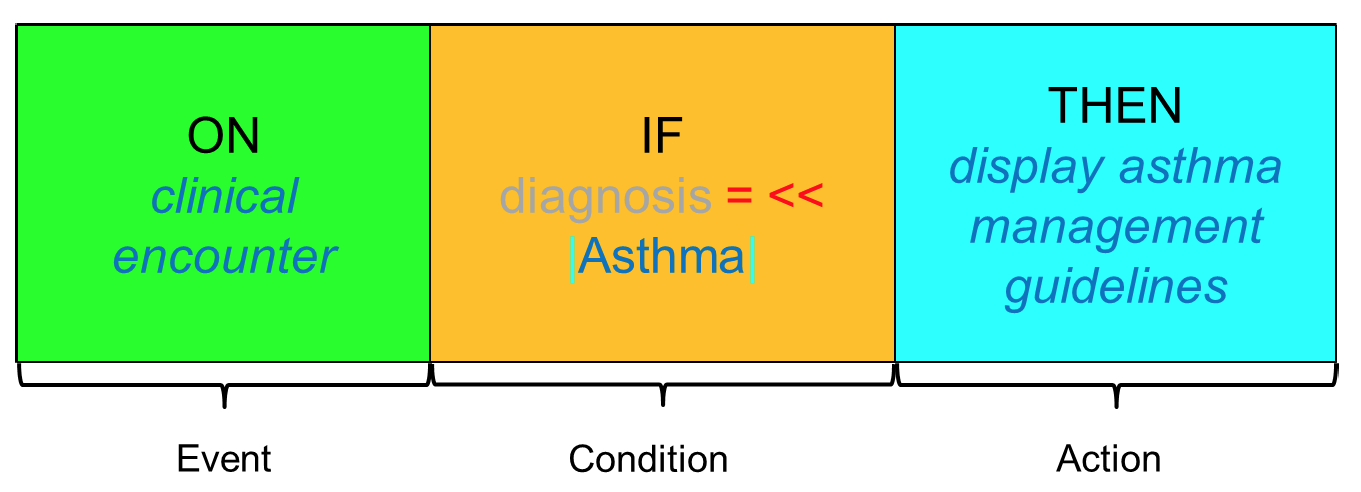 ON
clinical
encounter
IF
diagnosis = <<
|Asthma|
THEN
display asthma
management
guidelines
Event
Condition
Action